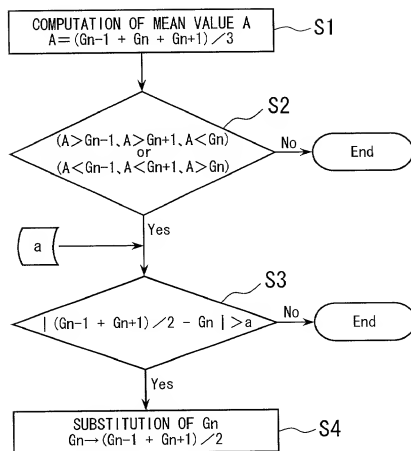 COMPUTATION OF MEAN VALUE A
A=(Gn-1 + Gn + Gn+1)/3
S1
S2
(A>Gn-1、A>Gn+1、A<Gn)
or
(A<Gn-1、A<Gn+1、A>Gn)
No
End
Yes
a
S3
| (Gn-1 + Gn+1)/2 - Gn | >a
No
End
Yes
SUBSTITUTION OF Gn
Gn→(Gn-1 + Gn+1)/2
S4